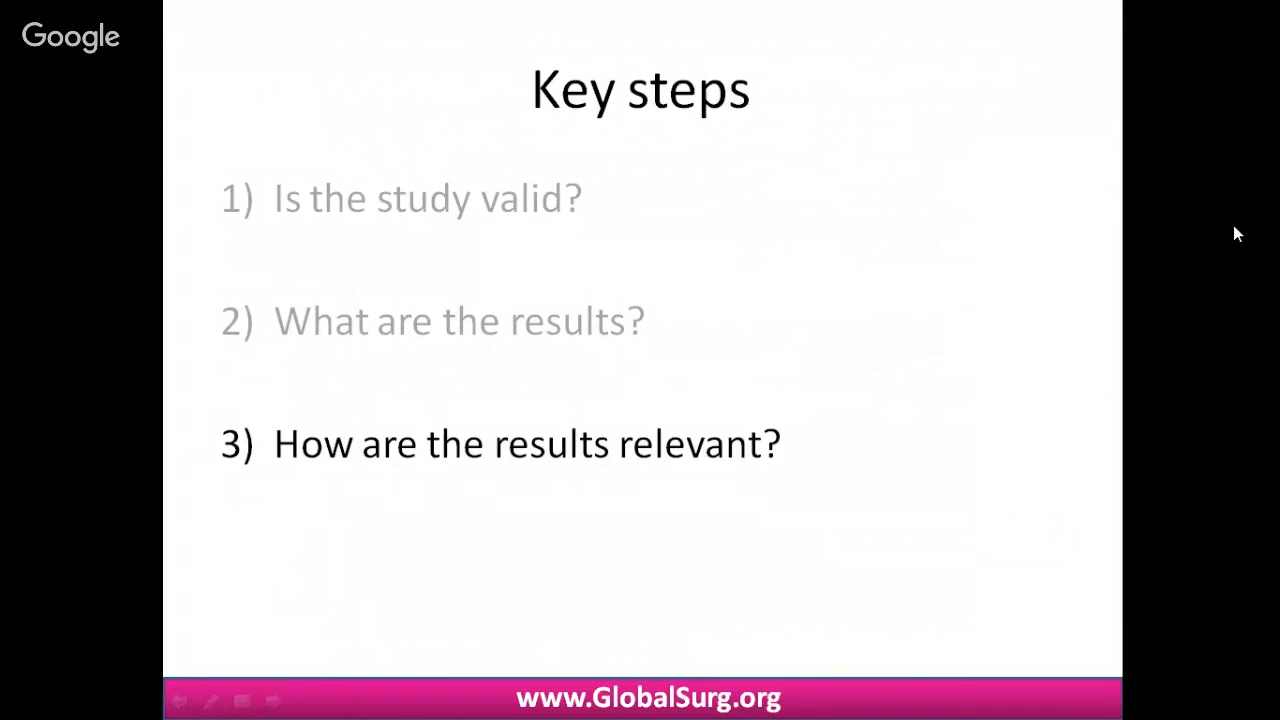 Google
Key steps
1) Is the study valid?
2) What are the results?
3) How are the results relevant?
www.GlobalSurg.org